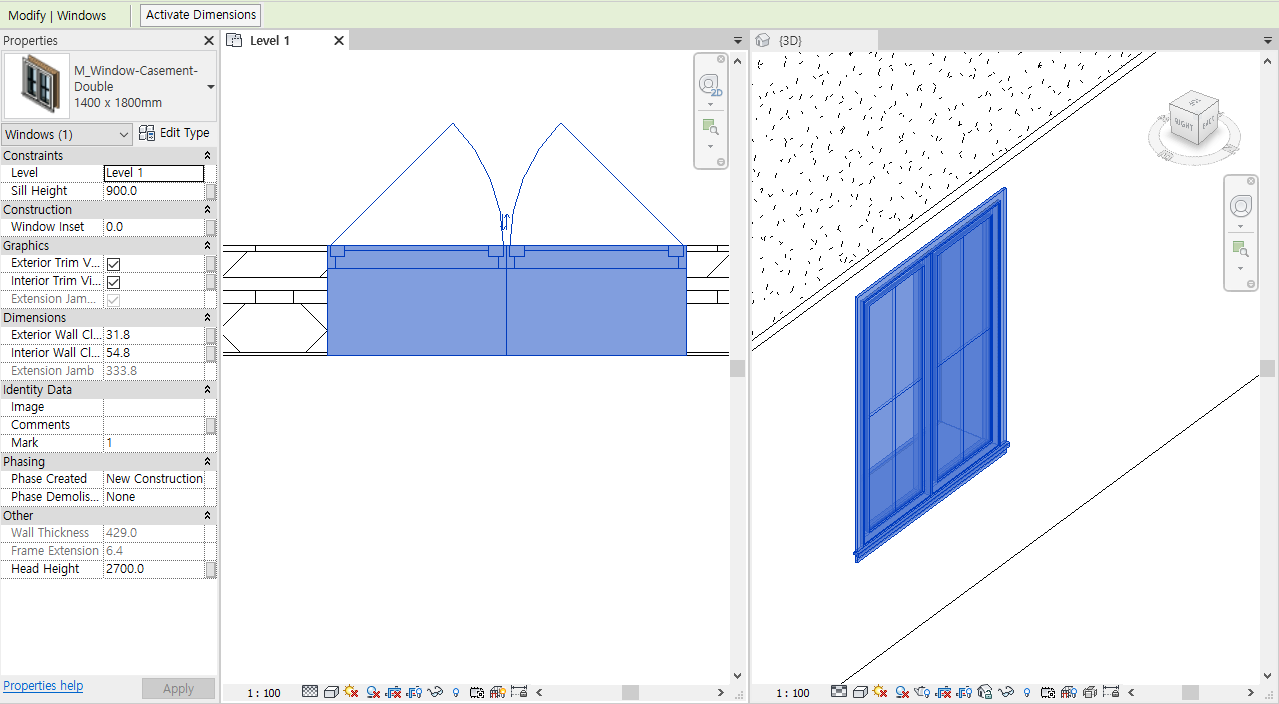 Modify | Windows
Activate Dimensions
Properties
M_Window-Casement-
Double
1400 x 1800mm
Windows (1)
Edit Type
Constraints
Level Level 1
Sill Height 900.0
Construction
Window Inset 0.0
Graphics
Exterior Trim V...
Interior Trim Vi...
Extension Jam...
Dimensions
Exterior Wall Cl... 31.8
Interior Wall Cl... 54.8
Extension Jamb 333.8
Identity Data
Image
Comments
Mark 1
Phasing
Phase Created New Construction
Phase Demolis... None
Other
Wall Thickness 429.0
Frame Extension 6.4
Head Height 2700.0
Properties help
Apply
Level 1
2D
1 : 100
{3D}
RIGHT
1 : 100